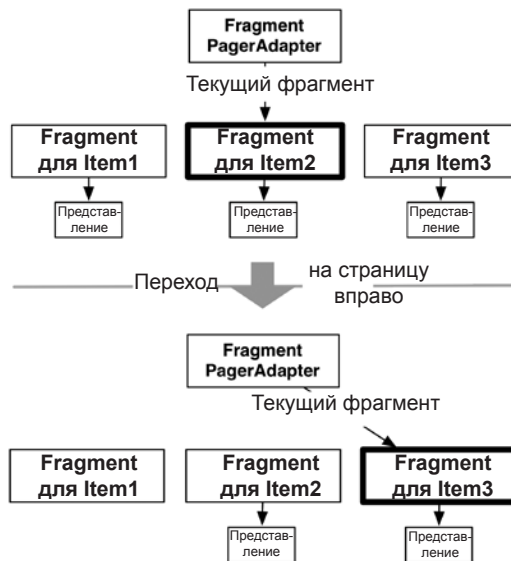 Fragment
PagerAdapter
Текущий фрагмент
Fragment
для Item1
Fragment
для Item2
Fragment
для Item3
Представ-
ление
Представ-
ление
Представ-
ление
Переход
на страницу
вправо
Fragment
PagerAdapter
Текущий фрагмент
Fragment
для Item1
Fragment
для Item2
Fragment
для Item3
Представ-
ление
Представ-
ление